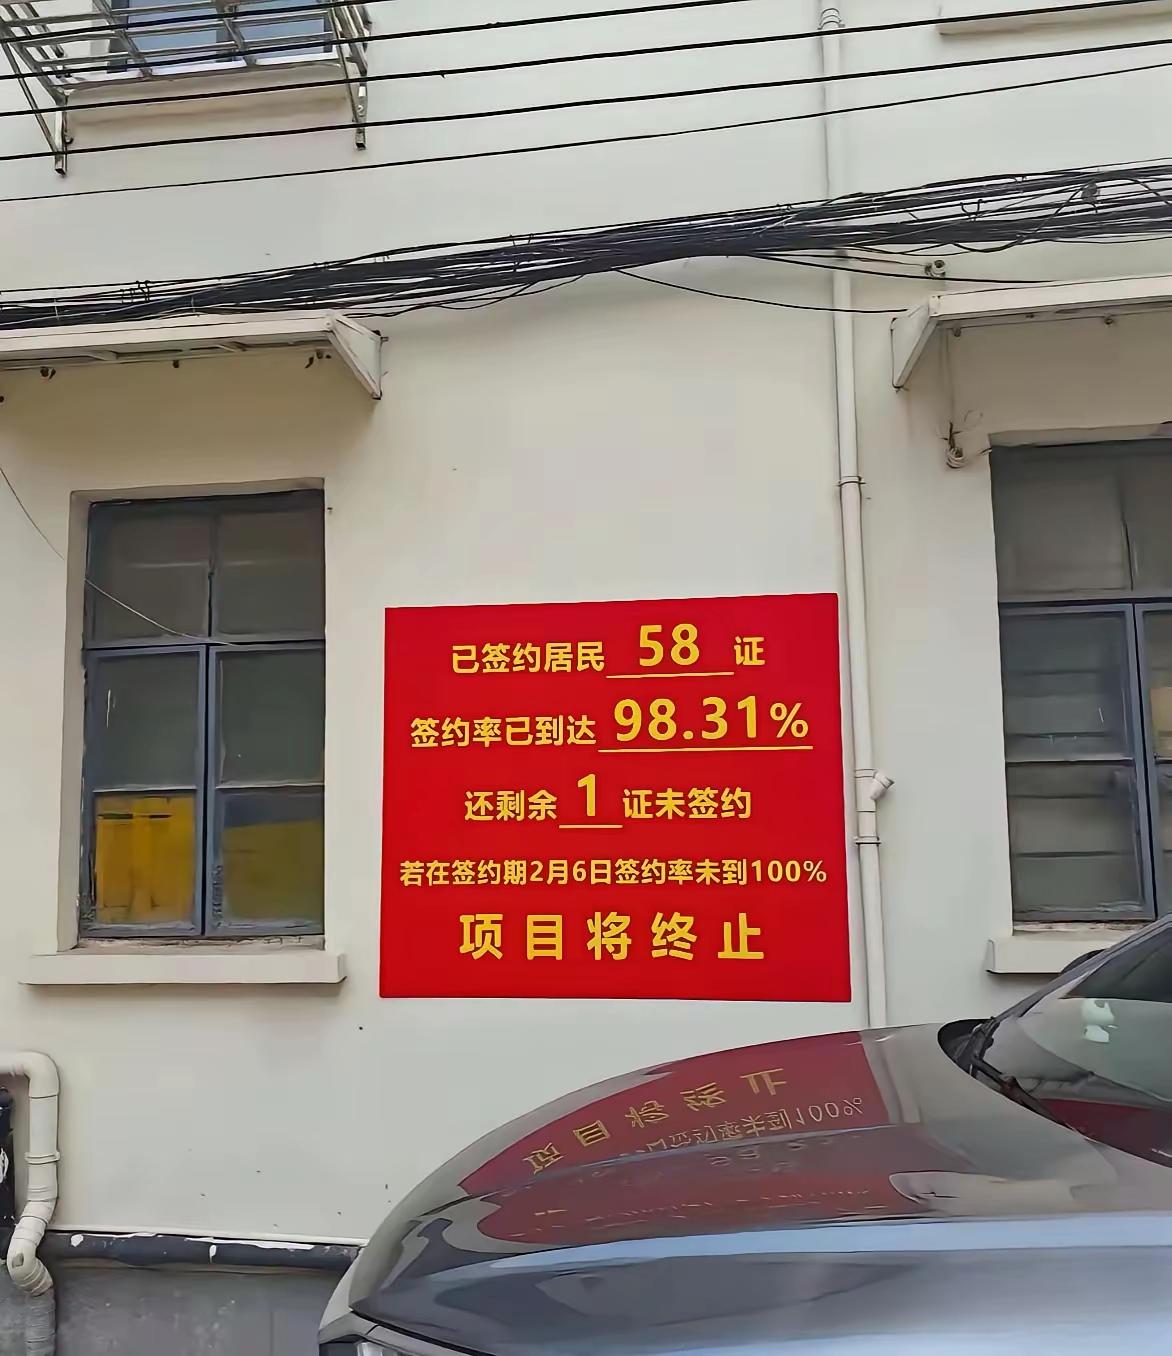 已签约居民 58 证
签约率已到达 98.31%
还剩余 1 证未签约
若在签约期2月6日签约率未到100%
项目将终止